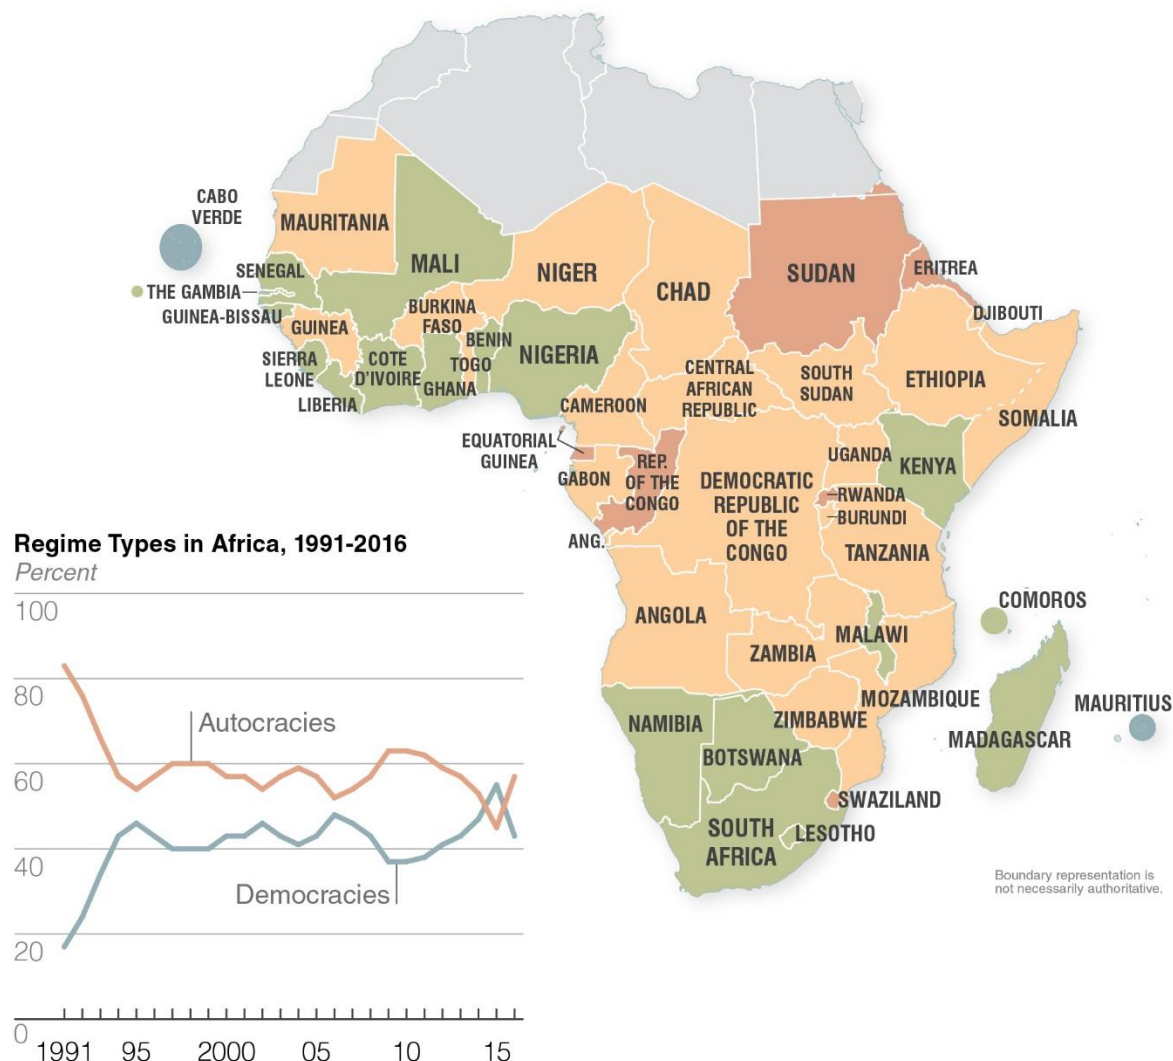 CABO
VERDE
MAURITANIA
MALI
NIGER
CHAD
SUDAN
ERITREA
SENEGAL
THE GAMBIA
GUINEA-BISSAU
GUINEA
BURKINA
FASO
BENIN
NIGERIA
DJIBOUTI
SIERRA
LEONE
COTE
D'IVOIRE
TOGO
GHANA
LIBERIA
CENTRAL
AFRICAN
REPUBLIC
SOUTH
SUDAN
ETHIOPIA
CAMEROON
SOMALIA
EQUATORIAL
GUINEA
GABON
REP.
OF THE
CONGO
DEMOCRATIC
REPUBLIC
OF THE
CONGO
UGANDA
KENYA
RWANDA
BURUNDI
ANG.
TANZANIA
ANGOLA
COMOROS
MALAWI
ZAMBIA
MOZAMBIQUE
MAURITIUS
NAMIBIA
ZIMBABWE
MADAGASCAR
BOTSWANA
SWAZILAND
SOUTH
AFRICA
LESOTHO
Boundary representation is
not necessarily authoritative.
Regime Types in Africa, 1991-2016
Percent
100
80
Autocracies
60
40
Democracies
20
0
1991 95 2000 05 10 15